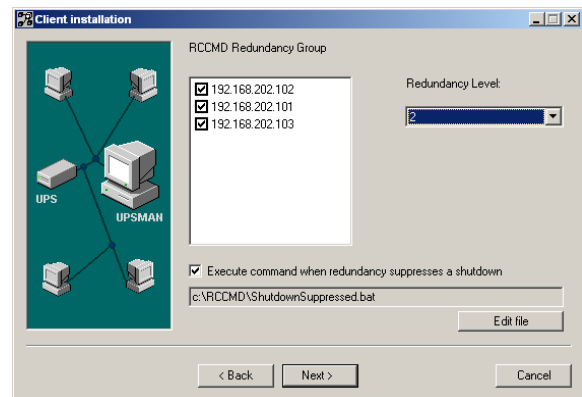 Client installation
RCCMD Redundancy Group
192.168.202.102
192.168.202.101
192.168.202.103
Redundancy Level:
2
UPS
UPSMAN
Execute command when redundancy suppresses a shutdown
c:\RCCMD\ShutdownSuppressed.bat
Edit file
< Back
Next >
Cancel